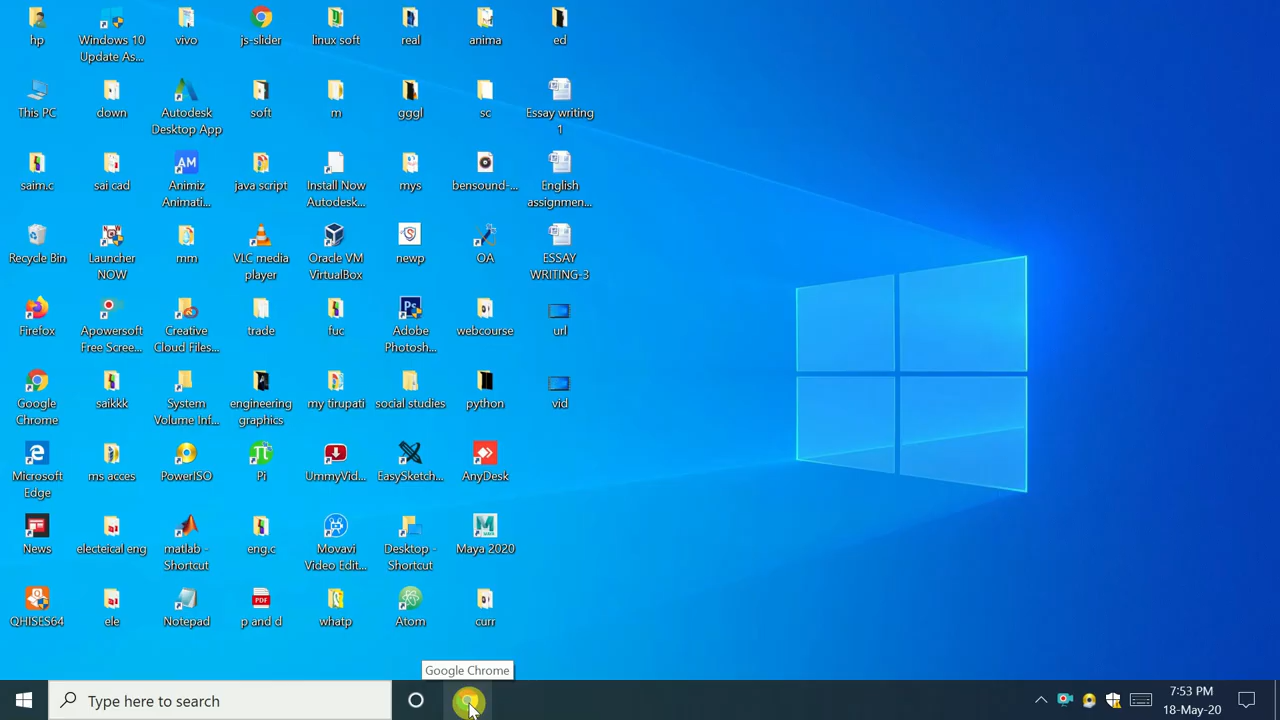 hp
Windows 10
Update As...
vivo
js-slider
linux soft
real
anima
ed
This PC
down
Autodesk
Desktop App
soft
m
gggl
sc
Essay writing
1
saim.c
sai cad
AM
Animiz
Animati...
java script
Install Now
Autodesk...
mys
bensound-...
English
assignmen...
Recycle Bin
Launcher
NOW
mm
VLC media
player
Oracle VM
VirtualBox
newp
OA
ESSAY
WRITING-3
Firefox
Apowersoft
Free Scree...
Creative
Cloud Files...
trade
fuc
Ps
Adobe
Photosh...
webcourse
url
Google
Chrome
saikkk
System
Volume Inf...
engineering
graphics
my tirupati
social studies
python
vid
Microsoft
Edge
ms acces
PowerISO
Pi
UmmyVid...
EasySketch...
AnyDesk
News
electeical eng
matlab -
Shortcut
eng.c
Movavi
Video Edit...
Desktop -
Shortcut
M
Maya 2020
QHISES64
ele
Notepad
PDF
p and d
whatp
Atom
curr
Google Chrome
Type here to search
7:53 PM
18-May-20